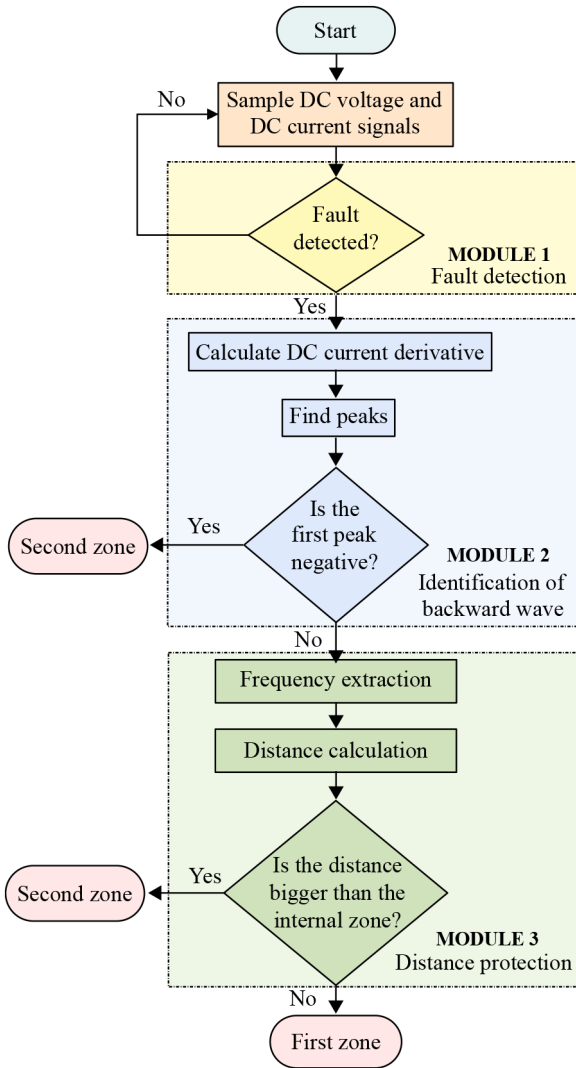 Start
No
Sample DC voltage and
DC current signals
Fault
detected?
MODULE 1
Fault detection
Yes
Calculate DC current derivative
Find peaks
Is the
first peak
negative?
Yes
Second zone
MODULE 2
Identification of
backward wave
No
Frequency extraction
Distance calculation
Is the distance
bigger than the
internal zone?
Yes
Second zone
MODULE 3
Distance protection
No
First zone